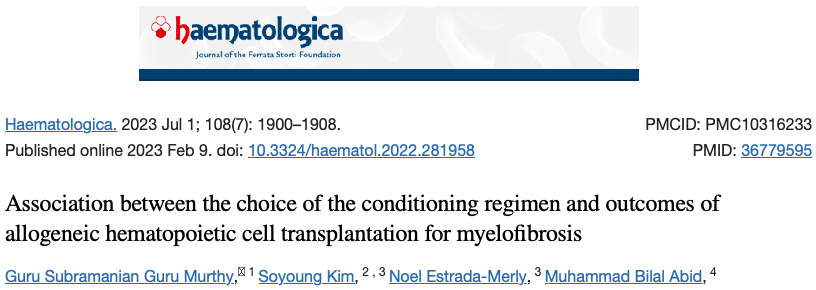 haematologica
Journal of the Ferrata Storti Foundation
Haematologica. 2023 Jul 1; 108(7): 1900–1908.
PMCID: PMC10316233
Published online 2023 Feb 9. doi: 10.3324/haematol.2022.281958
PMID: 36779595
Association between the choice of the conditioning regimen and outcomes of
allogeneic hematopoietic cell transplantation for myelofibrosis
Guru Subramanian Guru Murthy, 1 Soyoung Kim, 2 , 3 Noel Estrada-Merly, 3 Muhammad Bilal Abid, 4